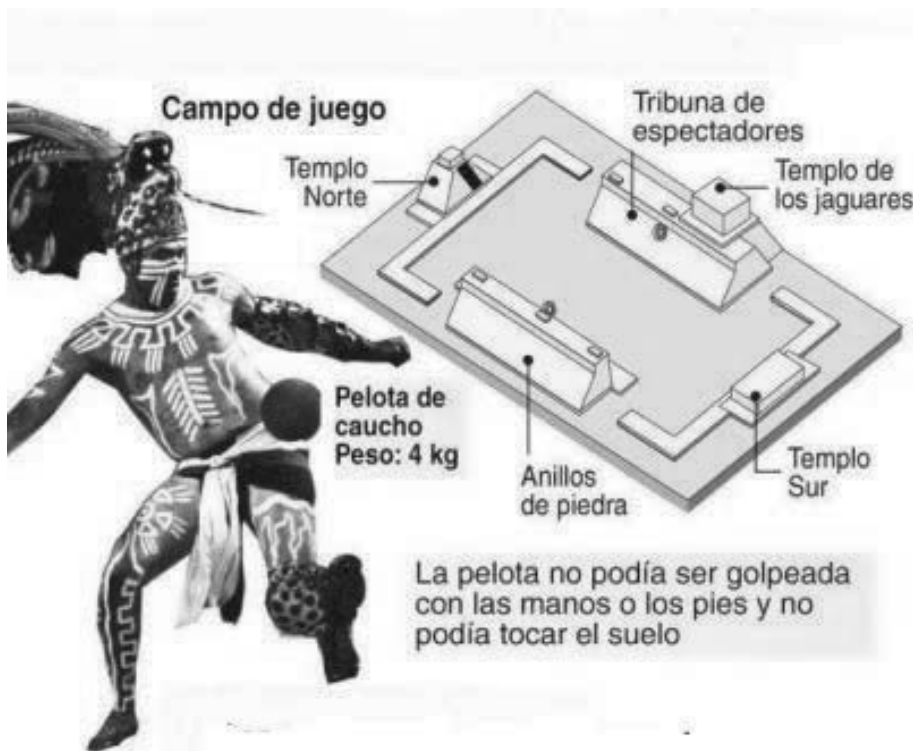 Campo de juego
Templo
Norte
Tribuna de
espectadores
Templo de
los jaguares
Pelota de
caucho
Peso: 4 kg
Anillos
de piedra
Templo
Sur
La pelota no podía ser golpeada
con las manos o los pies y no
podía tocar el suelo